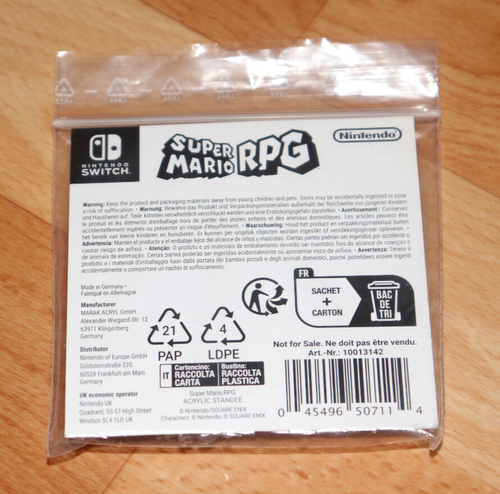 NINTENDO
SWITCH.
SUPER
MARIO RPG
Nintendo
Warning: Keep the product and packaging materials away from young children and pets. Items may be accidentally ingested or pose
a risk of suffocation. • Warnung: Bewahre das Produkt und Verpackungsmaterialien außerhalb der Reichweite von jüngeren Kindern
und Haustieren auf. Teile könnten versehentlich verschluckt werden und eine Erstickungsgefahr darstellen. • Avertissement : Conservez
le produit et les éléments d'emballage hors de portée des jeunes enfants et des animaux domestiques. Les articles peuvent être
accidentellement ingérés ou présenter un risque d'étouffement. • Waarschuwing: Houd het product en verpakkingsmateriaal
buiten bereik van jonge kinderen en huisdieren. Items kunnen per ongeluk ingeslikt worden of verstikkingsgevaar opleveren. •
Advertencia: Mantén el producto y el embalaje lejos del alcance de niños y mascotas. Ciertas partes podrían ser ingeridas por accidente o
causar riesgo de asfixia. • Atenção: O produto e os materiais de embalamento deverão ser mantidos fora do alcance de crianças e
de animais de estimação. Certas partes poderão ser ingeridas acidentalmente ou apresentar risco de asfixia. • Avvertenza: Tenere il
prodotto e i materiali d'imballaggio fuori dalla portata dei bambini piccoli e degli animali domestici, poiché potrebbero essere ingeriti
accidentalmente o comportare un rischio di soffocamento.
Made in Germany •
Fabriqué en Allemagne
Manufacturer
MARAK ACRYL GmbH
Alexander-Wiegand-Str. 12
63911 Klingenberg
Germany
Distributor
Nintendo of Europe GmbH
Goldsteinstraße 235
60528 Frankfurt am Main
Germany
UK economic operator
Nintendo UK
Quadrant, 55-57 High Street
Windsor SL4 1LP, UK
21
PAP
4
LDPE
IT
Cartoncino:
RACCOLTA
CARTA
Bustina:
RACCOLTA
PLASTICA
Super Mario RPG
ACRYLIC STANDEE
© Nintendo/SQUARE ENIX
Characters: © Nintendo, © SQUARE ENIX
FR
SACHET
+
CARTON
BAC
DE
TRI
Not for Sale. Ne doit pas être vendu.
Art.-Nr.: 10013142
0 45496 50711 4